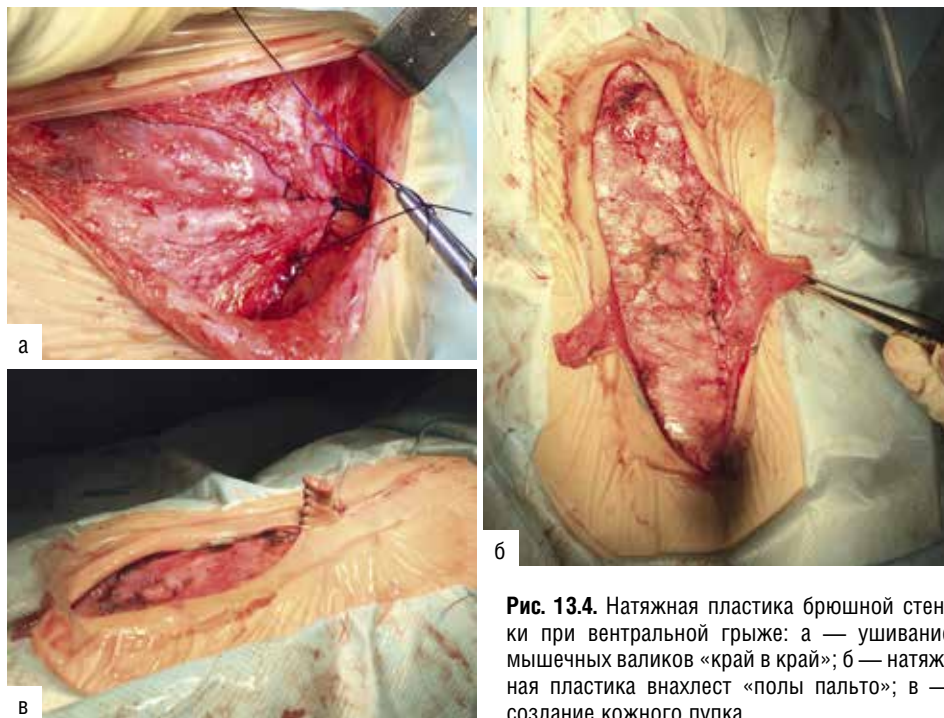 а
б
в
Рис. 13.4. Натяжная пластика брюшной стен-
ки при вентральной грыже: а — ушивание
мышечных валиков «край в край»; б — натяж-
ная пластика внахлест «полы пальто»; в —
создание кожного пупка